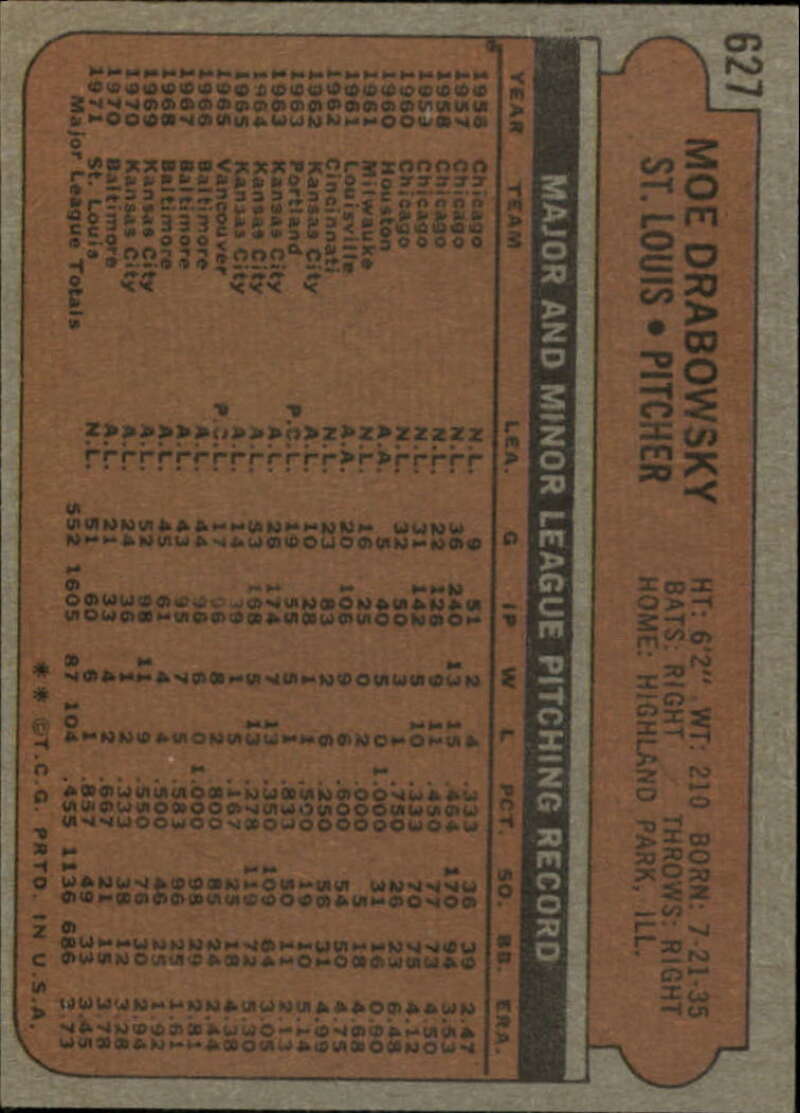 627
MOE DRABOWSKY
ST. LOUIS • PITCHER
HT: 6'2" WT: 210 BORN: 7-21-35
BATS: RIGHT THROWS: RIGHT
HOME: HIGHLAND PARK, ILL.
MAJOR AND MINOR LEAGUE PITCHING RECORD
YEAR TEAM LEA. G IP W L PCT. SO. BB. ERA.
1956 Chicago N.L. 9 51 2 4 .333 36 39 2.47
1957 Chicago N.L. 36 240 13 15 .464 170 94 3.53
1958 Chicago N.L. 22 126 9 11 .450 77 73 4.50
1959 Chicago N.L. 31 142 5 10 .333 70 75 4.12
1960 Chicago N.L. 32 50 3 1 .750 26 23 6.48
1960 Houston A.A. 5 40 5 0 1.000 31 16 0.90
1961 Milwauke N.L. 16 25 0 2 .000 5 18 4.68
1961 Louisville A.A. 20 106 9 6 .600 54 50 4.75
1962 Cincinnati N.L. 23 83 2 6 .250 56 31 4.99
1962 Kansas City A.L. 10 28 1 1 .500 19 10 5.14
1963 Portland P.C.L. 19 55 5 1 .833 50 11 2.13
1963 Kansas City A.L. 26 174 7 13 .350 109 64 3.05
1964 Kansas City A.L. 53 168 5 13 .278 119 72 5.30
1965 Kansas City A.L. 14 39 1 5 .167 25 18 4.38
1965 Vancouver P.C.L. 17 96 8 2 .800 85 24 2.44
1966 Baltimore A.L. 44 96 6 0 1.000 98 29 2.81
1967 Baltimore A.L. 43 95 7 5 .583 96 25 1.61
1968 Baltimore A.L. 45 61 4 4 .500 46 25 1.92
1969 Kansas City A.L. 52 98 11 9 .550 76 30 2.94
1970 Kansas City A.L. 24 36 1 2 .333 38 12 3.28
1970 Baltimore A.L. 21 33 4 2 .667 21 15 3.78
1971 St. Louis N.L. 51 60 6 1 .857 49 33 3.45
Major League Totals 552 1605 87 104 .455 1136 686 3.73
** ©T.C.G. PRTD. IN U.S.A.